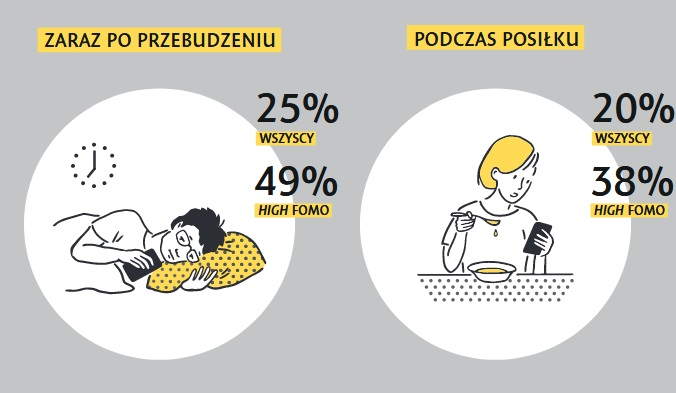 ZARAZ PO PRZEBUDZENIU
25%
WSZYSCY
49%
HIGH FOMO
PODCZAS POSIŁKU
20%
WSZYSCY
38%
HIGH FOMO